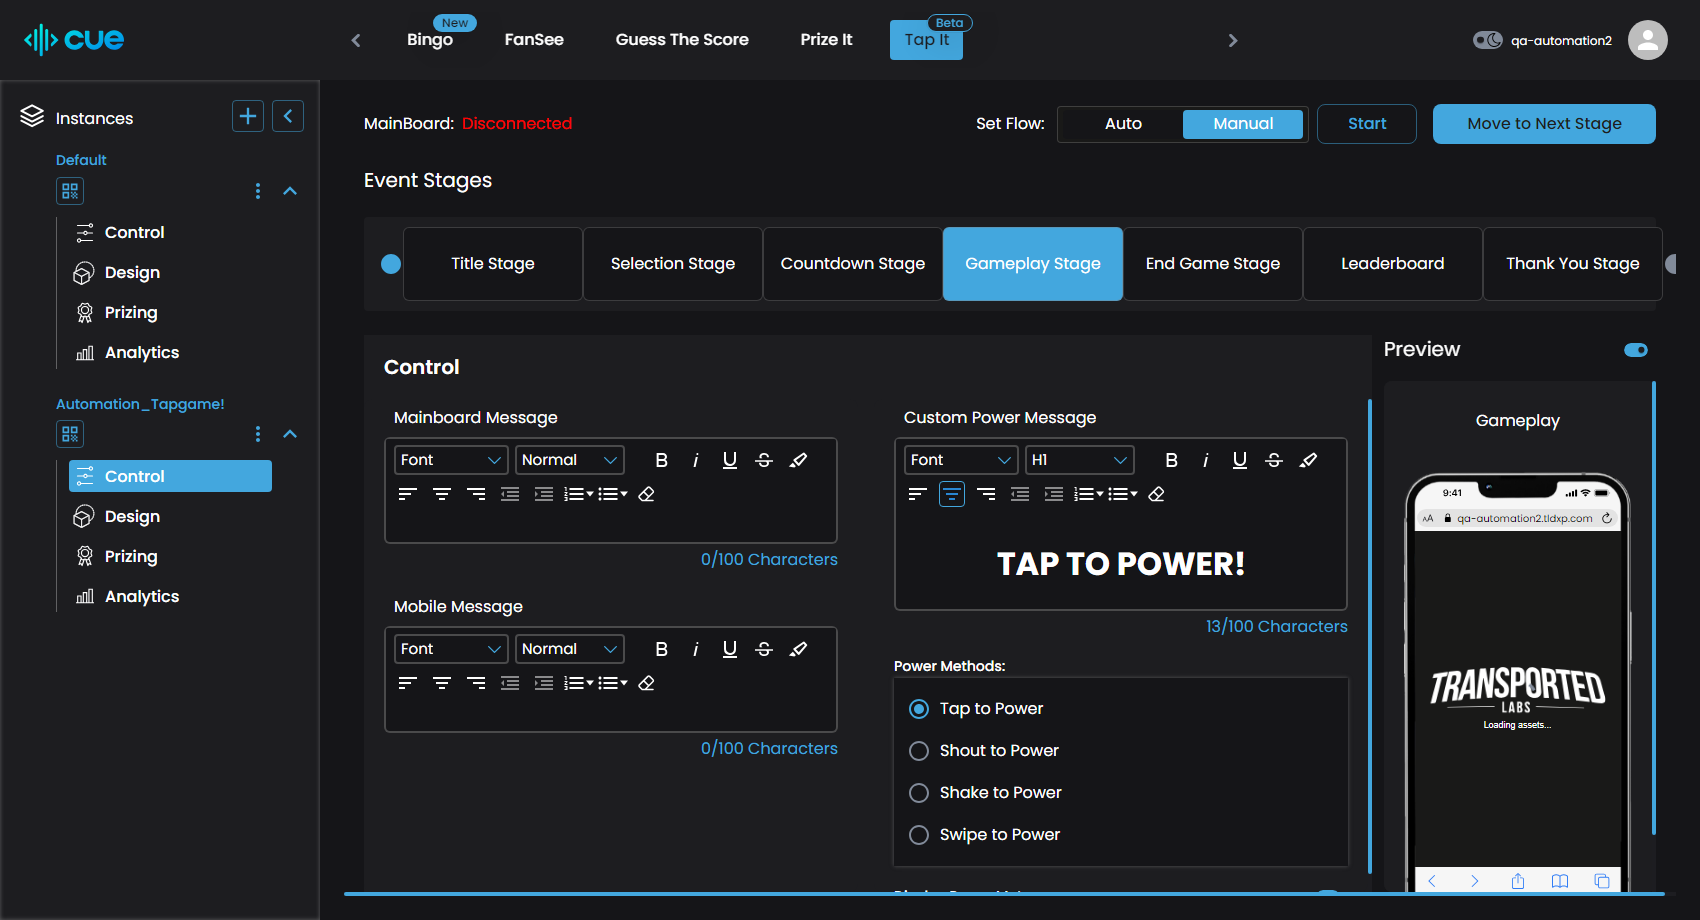 cue
Bingo
New
FanSee
Guess The Score
Prize It
Tap It
Beta
qa-automation2
Instances
Default
Control
Design
Prizing
Analytics
Automation_Tapgame!
Control
Design
Prizing
Analytics
MainBoard: Disconnected
Set Flow:
Auto
Manual
Start
Move to Next Stage
Event Stages
Title Stage
Selection Stage
Countdown Stage
Gameplay Stage
End Game Stage
Leaderboard
Thank You Stage
Control
Mainboard Message
Font
Normal
B
i
U
S
0/100 Characters
Mobile Message
Font
Normal
B
i
U
S
0/100 Characters
Custom Power Message
Font
H1
B
i
U
S
TAP TO POWER!
13/100 Characters
Power Methods:
Tap to Power
Shout to Power
Shake to Power
Swipe to Power
Preview
Gameplay
9:41
AA
qa-automation2.tldxp.com
TRANSPORTED
LABS
Loading assets...